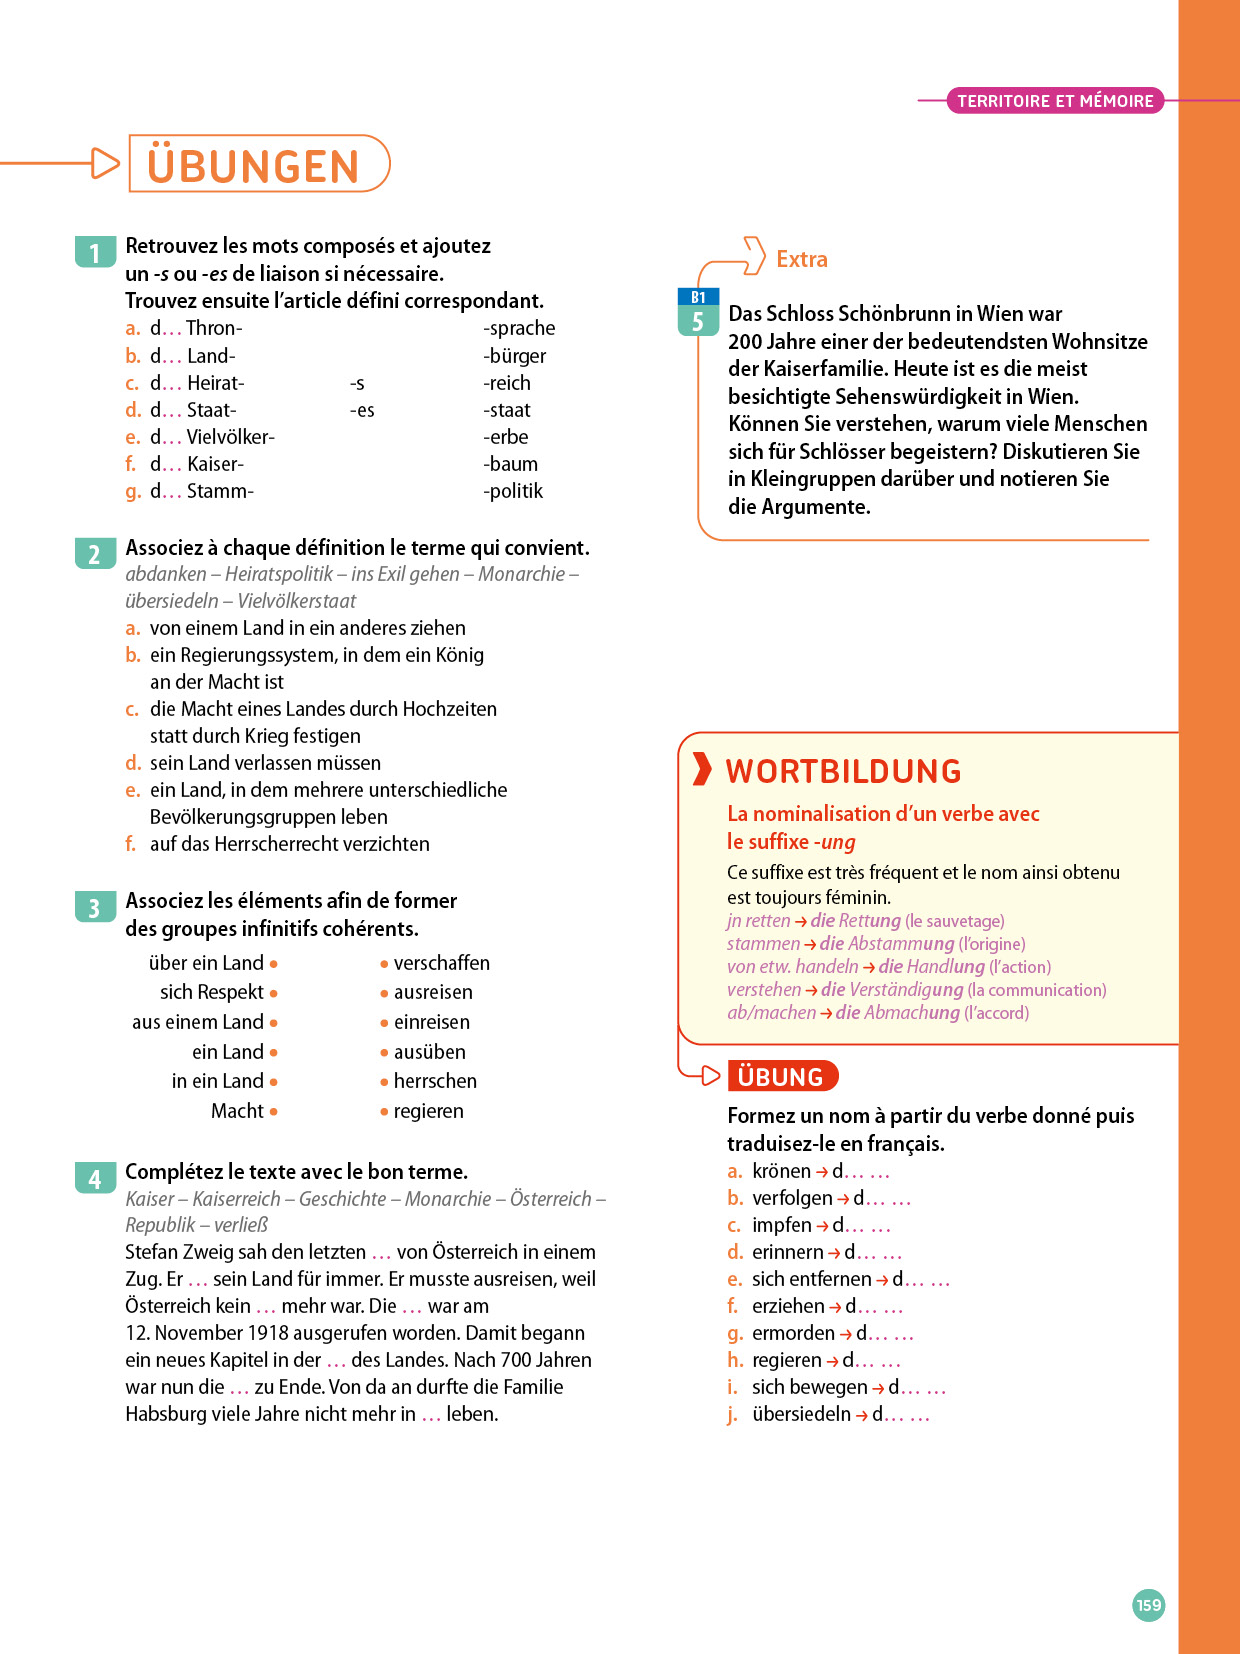 TERRITOIRE ET MÉMOIRE
ÜBUNGEN
1 Retrouvez les mots composés et ajoutez
un -s ou -es de liaison si nécessaire.
Trouvez ensuite l'article défini correspondant.
a. d… Thron- -sprache
b. d… Land- -bürger
c. d… Heirat- -s -reich
d. d… Staat- -es -staat
e. d… Vielvölker- -erbe
f. d… Kaiser- -baum
g. d… Stamm- -politik
2 Associez à chaque définition le terme qui convient.
abdanken – Heiratspolitik – ins Exil gehen – Monarchie –
übersiedeln – Vielvölkerstaat
a. von einem Land in ein anderes ziehen
b. ein Regierungssystem, in dem ein König
an der Macht ist
c. die Macht eines Landes durch Hochzeiten
statt durch Krieg festigen
d. sein Land verlassen müssen
e. ein Land, in dem mehrere unterschiedliche
Bevölkerungsgruppen leben
f. auf das Herrscherrecht verzichten
3 Associez les éléments afin de former
des groupes infinitifs cohérents.
über ein Land • • verschaffen
sich Respekt • • ausreisen
aus einem Land • • einreisen
ein Land • • ausüben
in ein Land • • herrschen
Macht • • regieren
4 Complétez le texte avec le bon terme.
Kaiser – Kaiserreich – Geschichte – Monarchie – Österreich –
Republik – verließ
Stefan Zweig sah den letzten … von Österreich in einem
Zug. Er … sein Land für immer. Er musste ausreisen, weil
Österreich kein … mehr war. Die … war am
12. November 1918 ausgerufen worden. Damit begann
ein neues Kapitel in der … des Landes. Nach 700 Jahren
war nun die … zu Ende. Von da an durfte die Familie
Habsburg viele Jahre nicht mehr in … leben.
Extra
B1
5 Das Schloss Schönbrunn in Wien war
200 Jahre einer der bedeutendsten Wohnsitze
der Kaiserfamilie. Heute ist es die meist
besichtigte Sehenswürdigkeit in Wien.
Können Sie verstehen, warum viele Menschen
sich für Schlösser begeistern? Diskutieren Sie
in Kleingruppen darüber und notieren Sie
die Argumente.
WORTBILDUNG
La nominalisation d'un verbe avec
le suffixe -ung
Ce suffixe est très fréquent et le nom ainsi obtenu
est toujours féminin.
jn retten → die Rettung (le sauvetage)
stammen → die Abstammung (l'origine)
von etw. handeln → die Handlung (l'action)
verstehen → die Verständigung (la communication)
ab/machen → die Abmachung (l'accord)
ÜBUNG
Formez un nom à partir du verbe donné puis
traduisez-le en français.
a. krönen → d… …
b. verfolgen → d… …
c. impfen → d… …
d. erinnern → d… …
e. sich entfernen → d… …
f. erziehen → d… …
g. ermorden → d… …
h. regieren → d… …
i. sich bewegen → d… …
j. übersiedeln → d… …
159